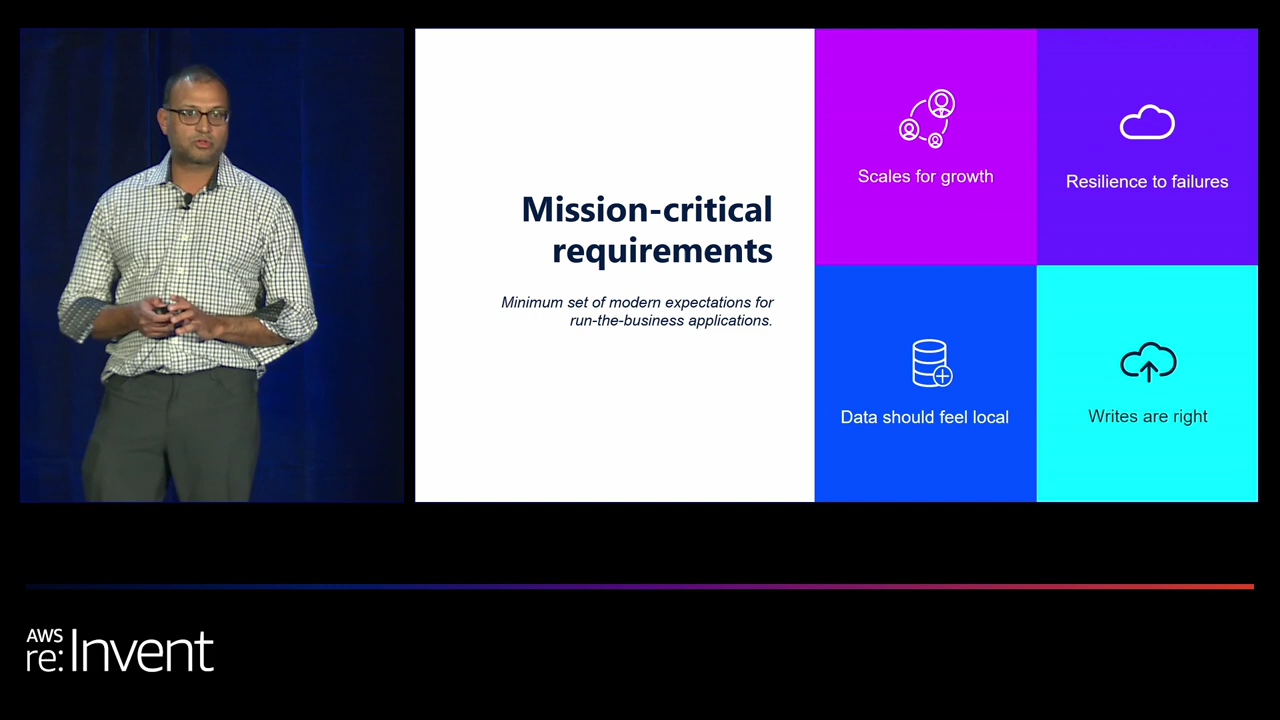 Mission-critical
requirements
Minimum set of modern expectations for
run-the-business applications.
Scales for growth
Resilience to failures
Data should feel local
Writes are right
AWS
re:Invent